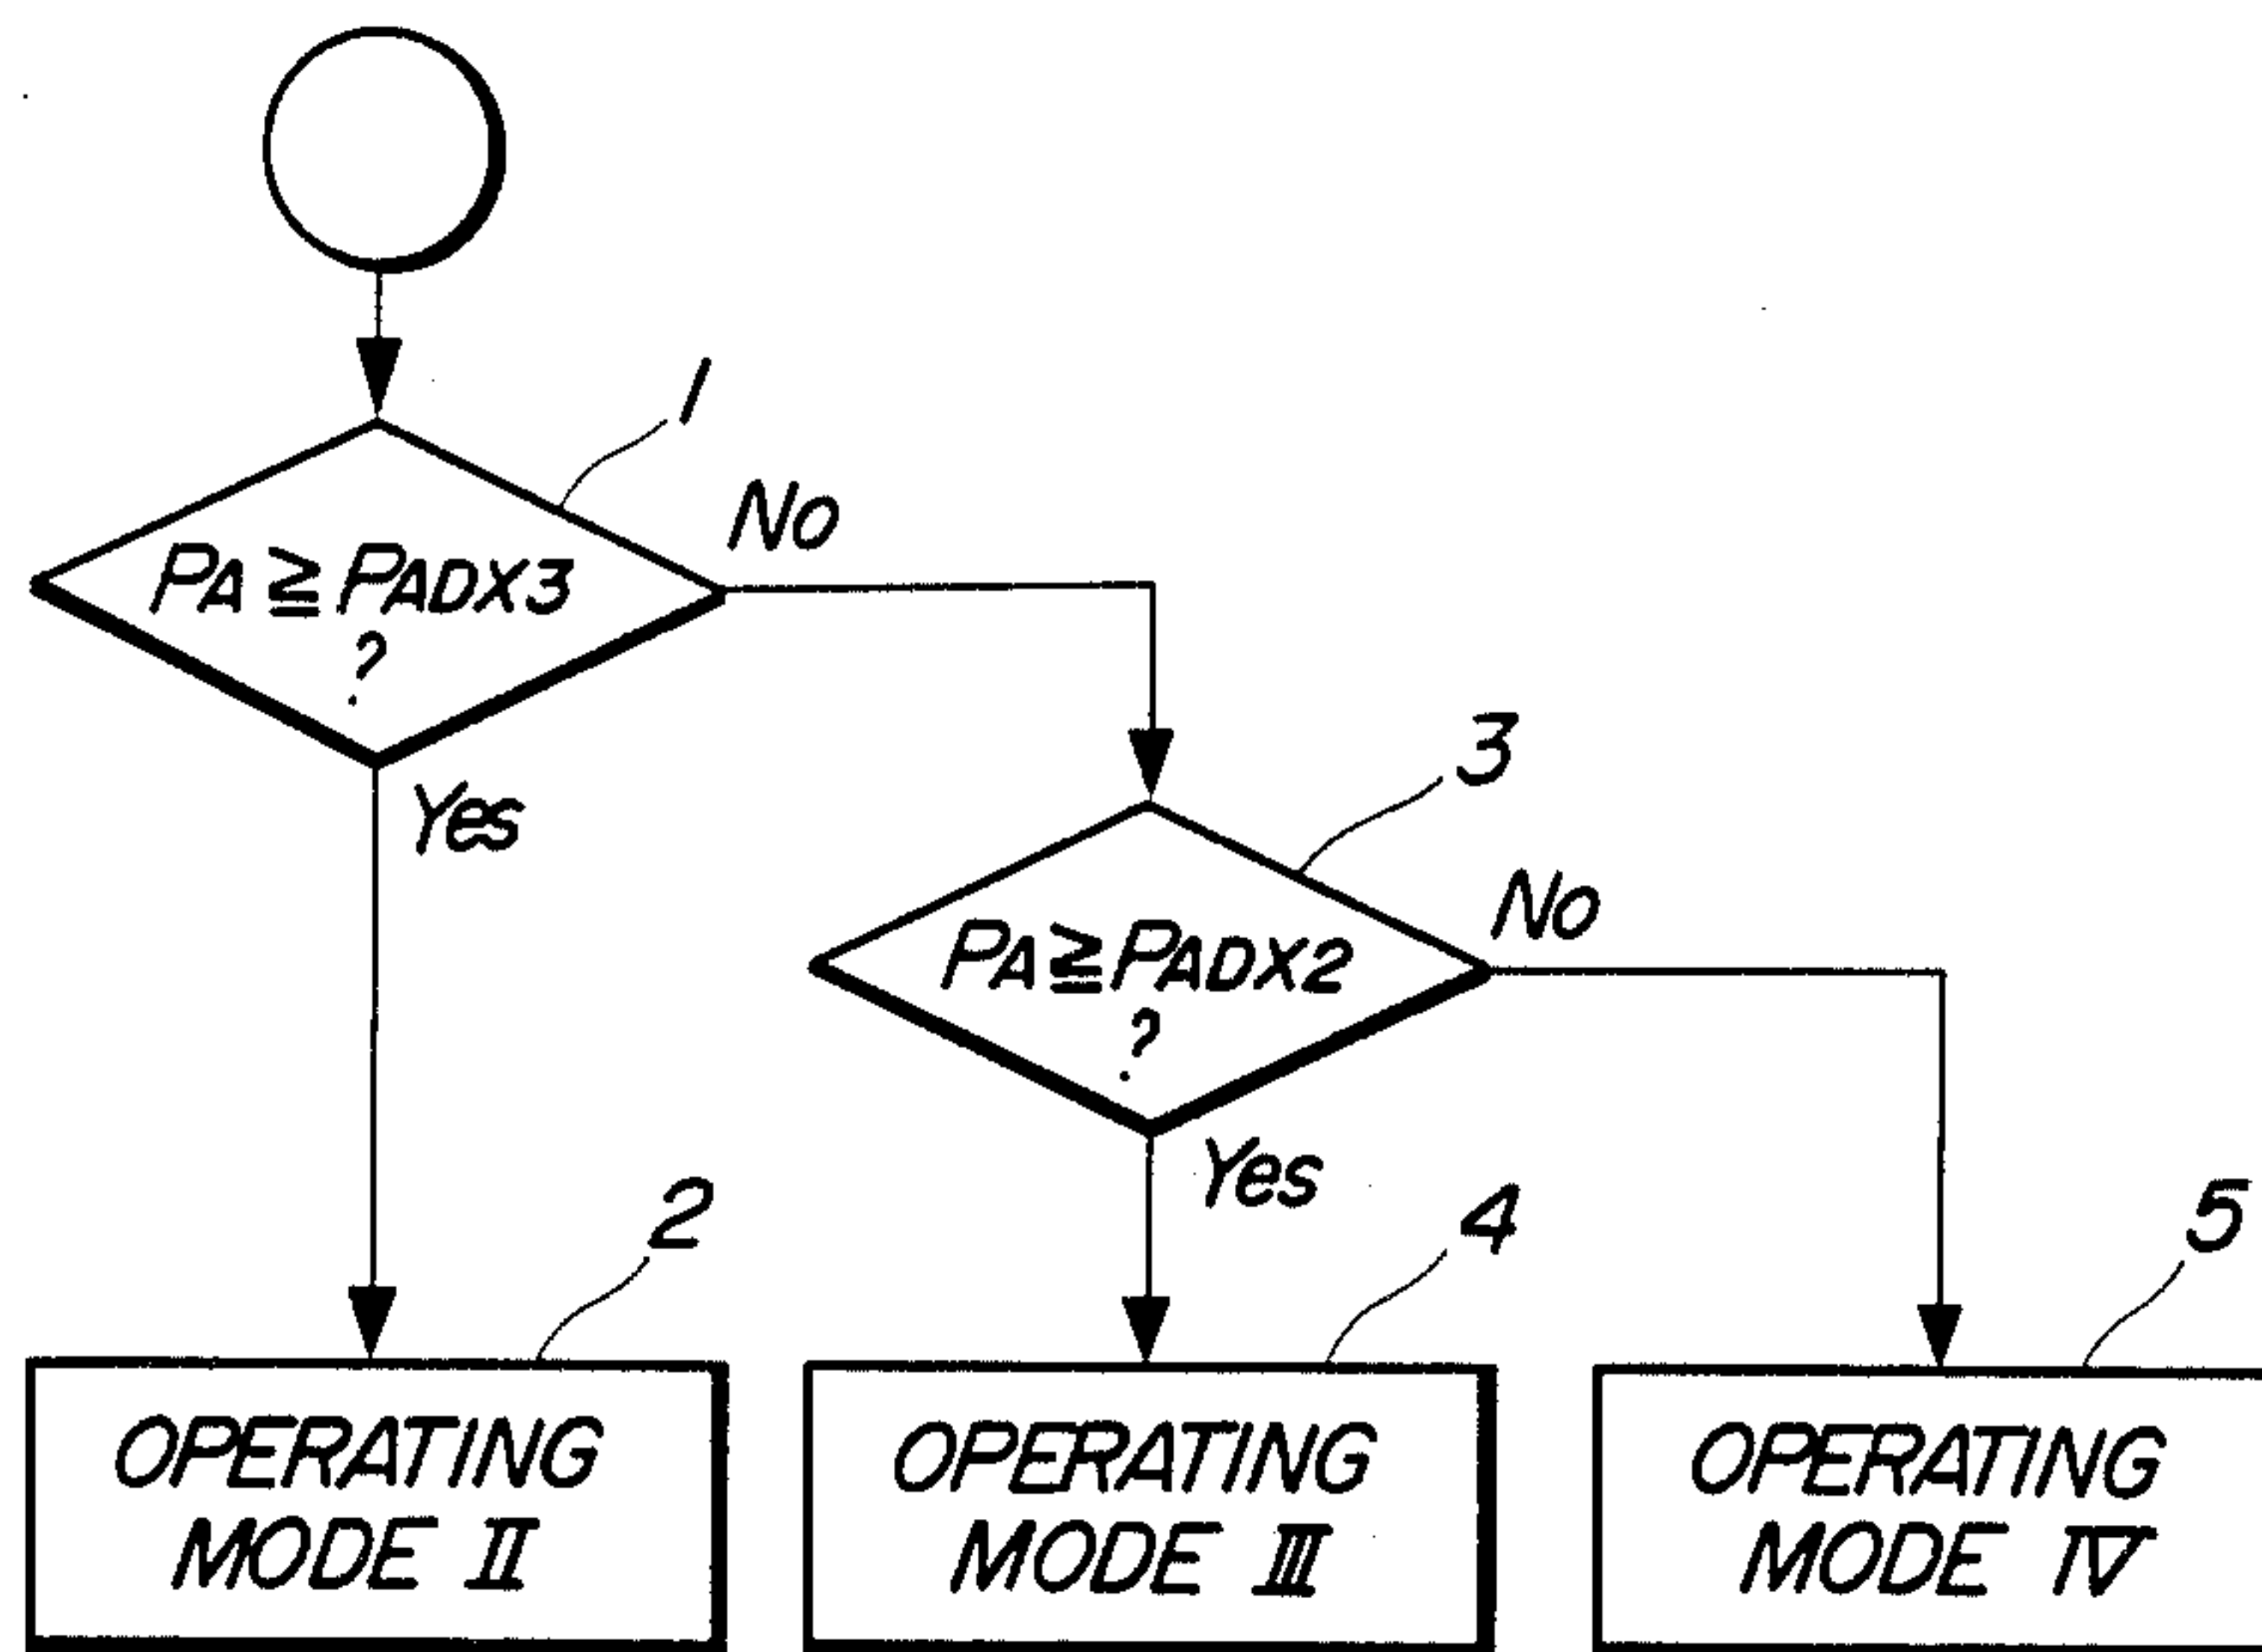 1
No
PA ≧ PADX3
?
Yes
3
No
PA ≧ PADX2
?
Yes
2
4
5
OPERATING
MODE II
OPERATING
MODE III
OPERATING
MODE IV